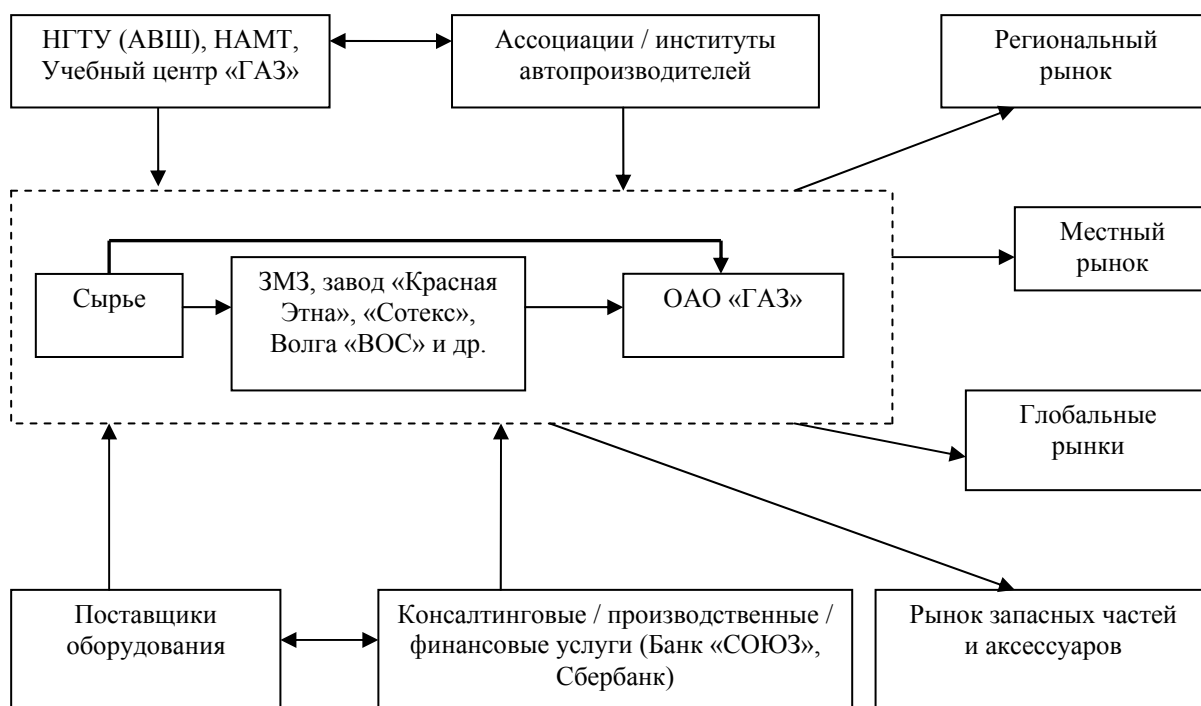 НГТУ (АВШ), НАМТ,
Учебный центр «ГАЗ»
Ассоциации / институты
автопроизводителей
Региональный
рынок
Местный
рынок
Сырье
ЗМЗ, завод «Красная
Этна», «Сотекс»,
Волга «ВОС» и др.
ОАО «ГАЗ»
Глобальные
рынки
Поставщики
оборудования
Консалтинговые / производственные /
финансовые услуги (Банк «СОЮЗ»,
Сбербанк)
Рынок запасных частей
и аксессуаров